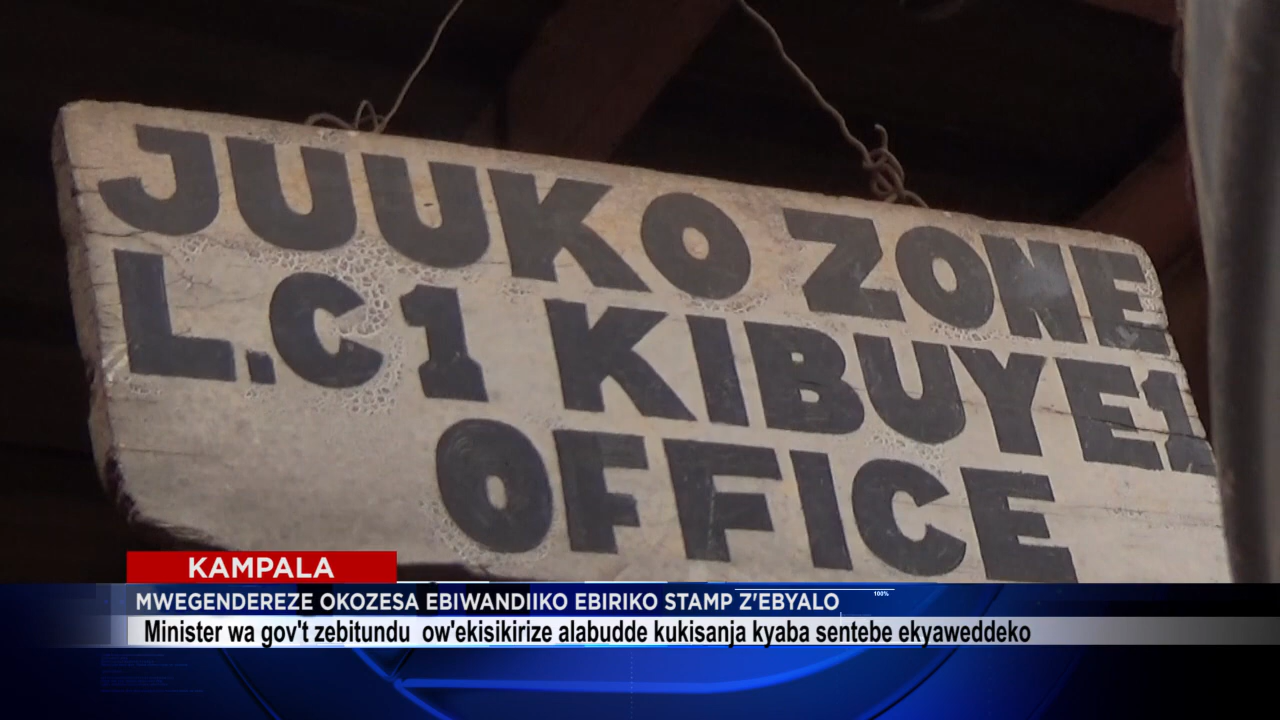 JUUKO ZONE
L.C1 KIBUYE1
OFFICE
KAMPALA
MWEGENDEREZE OKOZESA EBIWANDIIKO EBIRIKO STAMP Z'EBYALO
100%
Minister wa gov't zebitundu ow'ekisikirize alabudde kukisanja kyaba sentebe ekyaweddeko